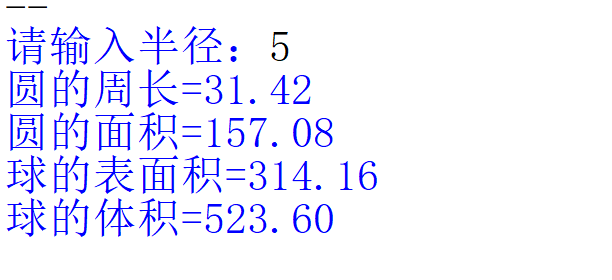 请输入半径：5
圆的周长=31.42
圆的面积=157.08
球的表面积=314.16
球的体积=523.60